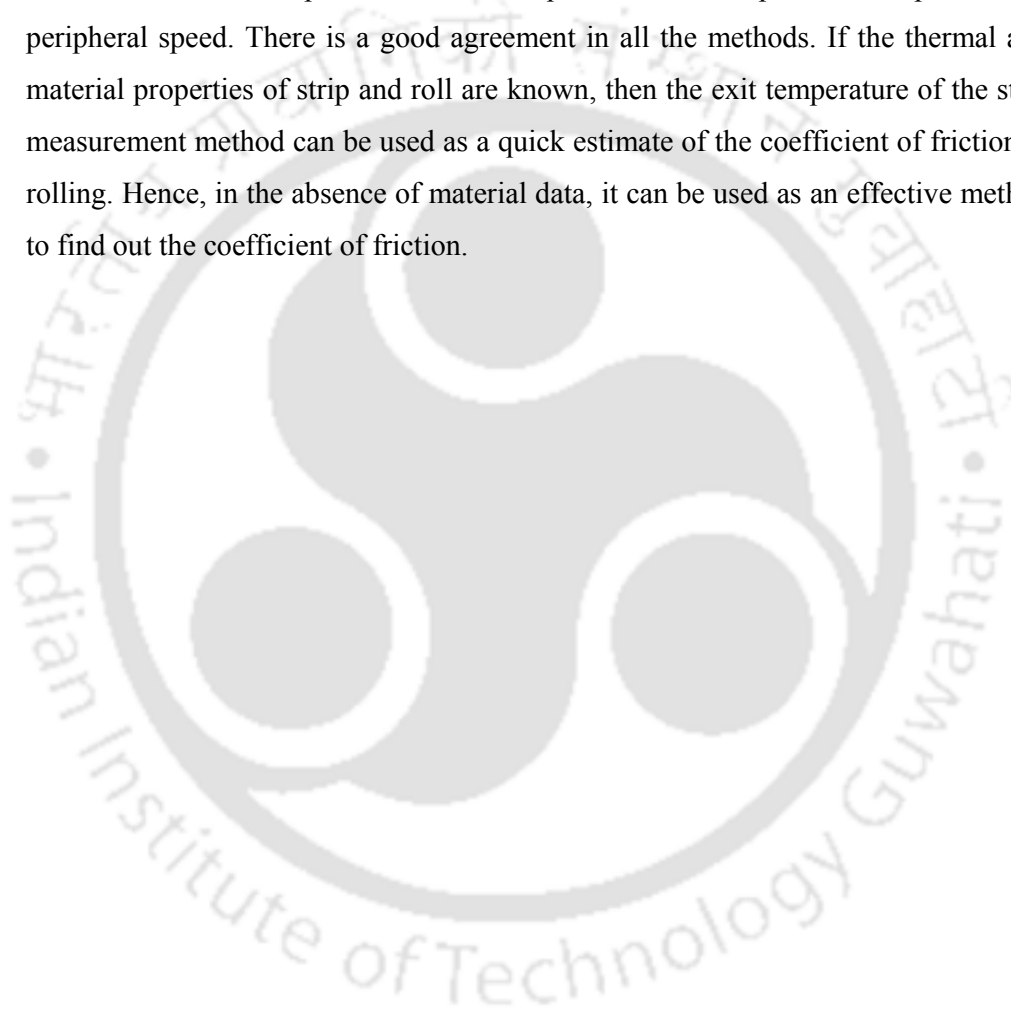 peripheral speed. There is a good agreement in all the methods. If the thermal a
material properties of strip and roll are known, then the exit temperature of the st
measurement method can be used as a quick estimate of the coefficient of friction
rolling. Hence, in the absence of material data, it can be used as an effective meth
to find out the coefficient of friction.
Indian Institute of Technology Guwahati